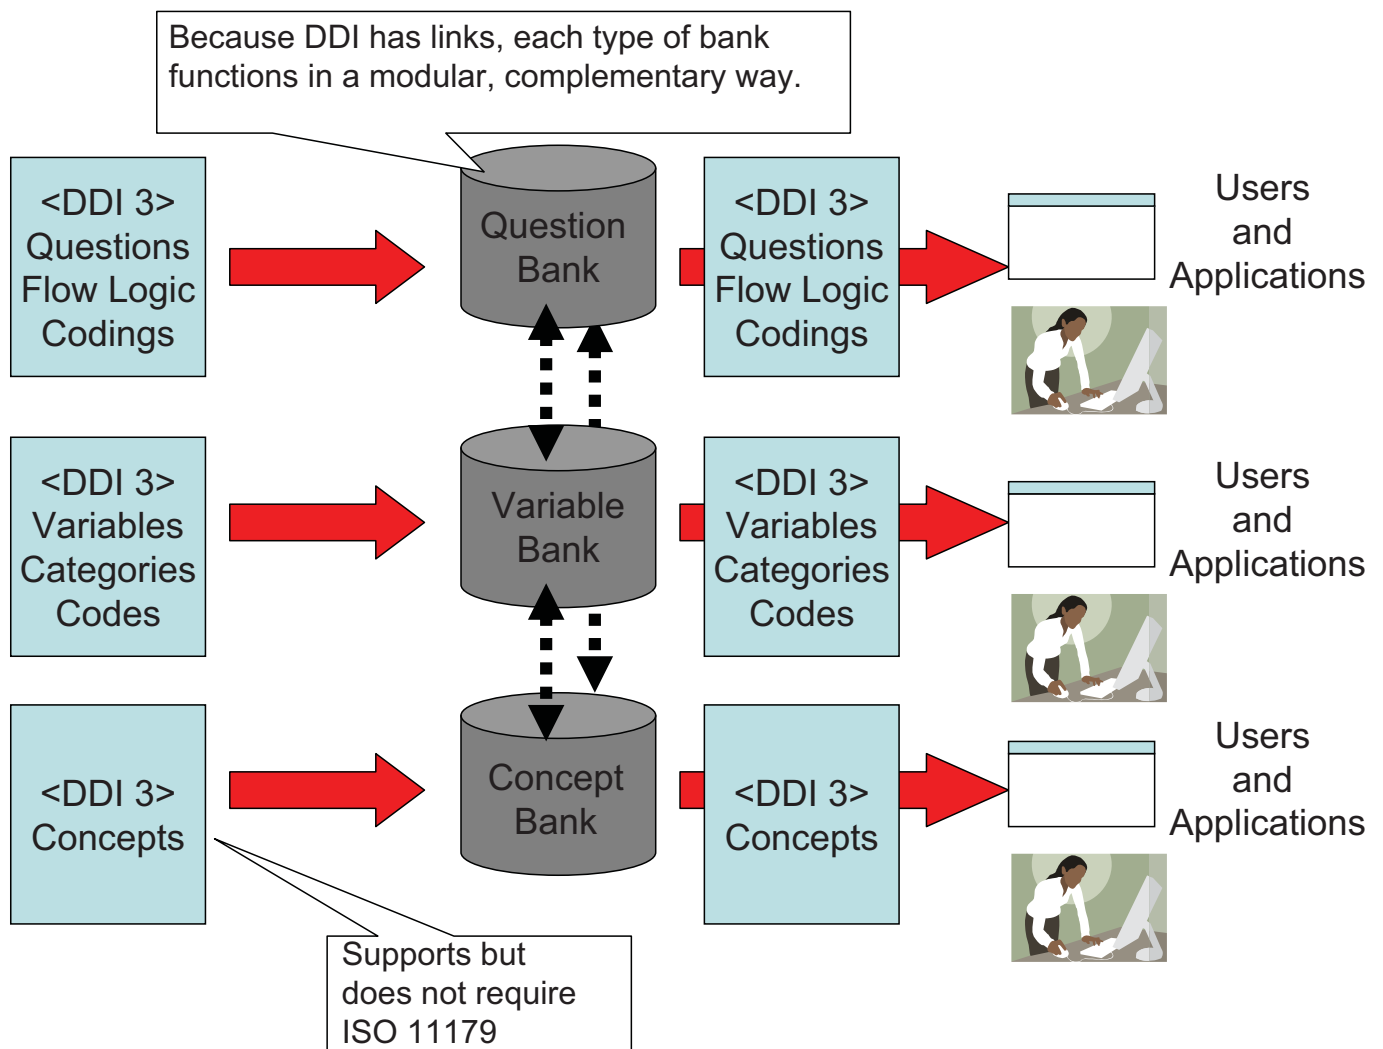 Because DDI has links, each type of bank
functions in a modular, complementary way.
<DDI 3>
Questions
Flow Logic
Codings
Question
Bank
<DDI 3>
Questions
Flow Logic
Codings
Users
and
Applications
<DDI 3>
Variables
Categories
Codes
Variable
Bank
<DDI 3>
Variables
Categories
Codes
Users
and
Applications
<DDI 3>
Concepts
Concept
Bank
<DDI 3>
Concepts
Users
and
Applications
Supports but
does not require
ISO 11179